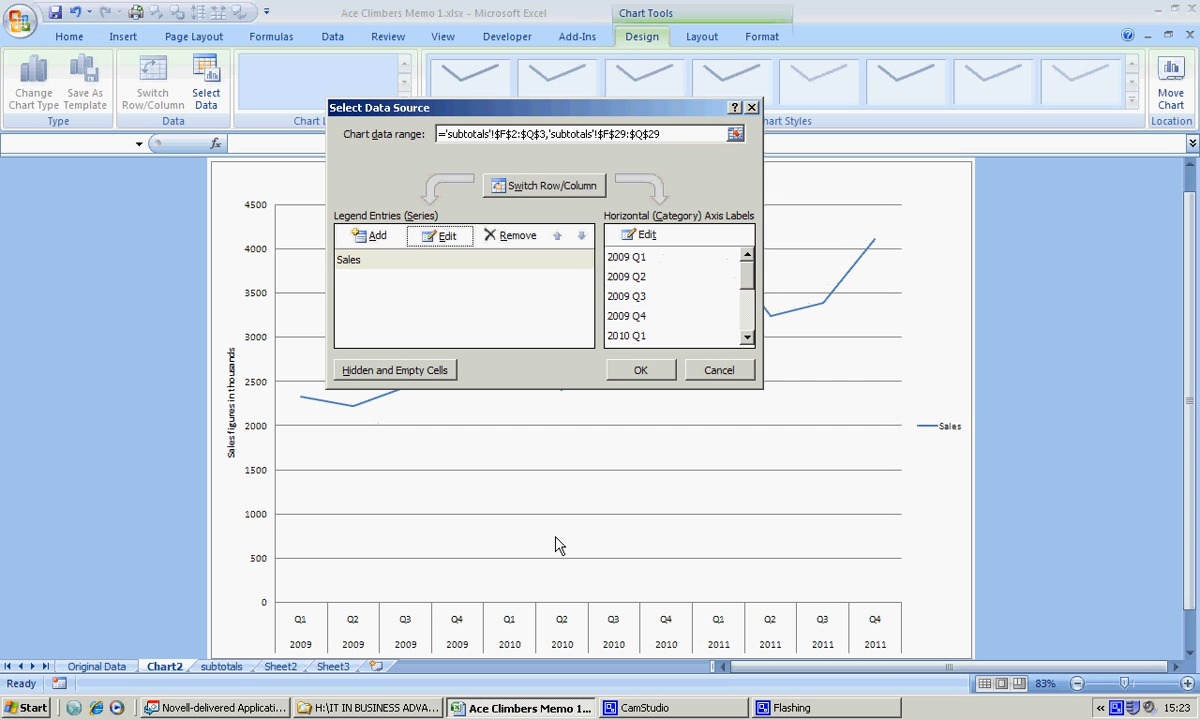 Ace Climbers Memo 1.xlsx - Microsoft Excel
Chart Tools
Home Insert Page Layout Formulas Data Review View Developer Add-Ins Design Layout Format
Change Chart Type
Save As Template
Switch Row/Column
Select Data
Move Chart
Type
Data
Chart L
hart Styles
Location
fx
Select Data Source
Chart data range:
='subtotals'!$F$2:$Q$3,'subtotals'!$F$29:$Q$29
Switch Row/Column
Legend Entries (Series)
Horizontal (Category) Axis Labels
Add Edit Remove
Edit
Sales
2009 Q1
2009 Q2
2009 Q3
2009 Q4
2010 Q1
Hidden and Empty Cells
OK
Cancel
Sales figures in thousands
4500
4000
3500
3000
2500
2000
1500
1000
500
0
Sales
Q1 Q2 Q3 Q4 Q1 Q2 Q3 Q4 Q1 Q2 Q3 Q4
2009 2009 2009 2009 2010 2010 2010 2010 2011 2011 2011 2011
Original Data Chart2 subtotals Sheet2 Sheet3
Ready
83%
Start
Novell-delivered Applicati...
H:\IT IN BUSINESS ADVA...
Ace Climbers Memo 1...
CamStudio
Flashing
15:23